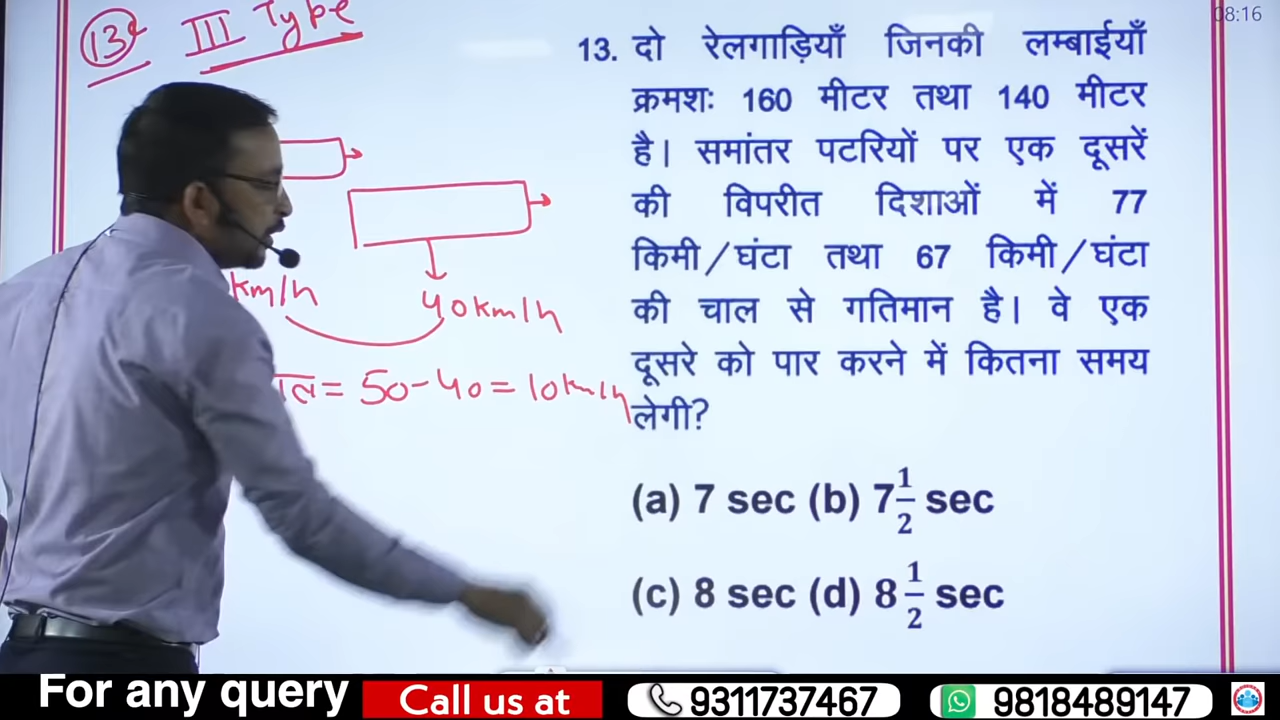 13e III Type
08:16
13. दो रेलगाड़ियाँ जिनकी लम्बाईयाँ
क्रमशः 160 मीटर तथा 140 मीटर
है। समांतर पटरियों पर एक दूसरें
की विपरीत दिशाओं में 77
किमी/घंटा तथा 67 किमी/घंटा
की चाल से गतिमान है। वे एक
दूसरे को पार करने में कितना समय
लेगी?
(a) 7 sec (b) 7 1/2 sec
(c) 8 sec (d) 8 1/2 sec
km/h
40km/h
= 50-40 = 10km/h
For any query
Call us at
9311737467
9818489147